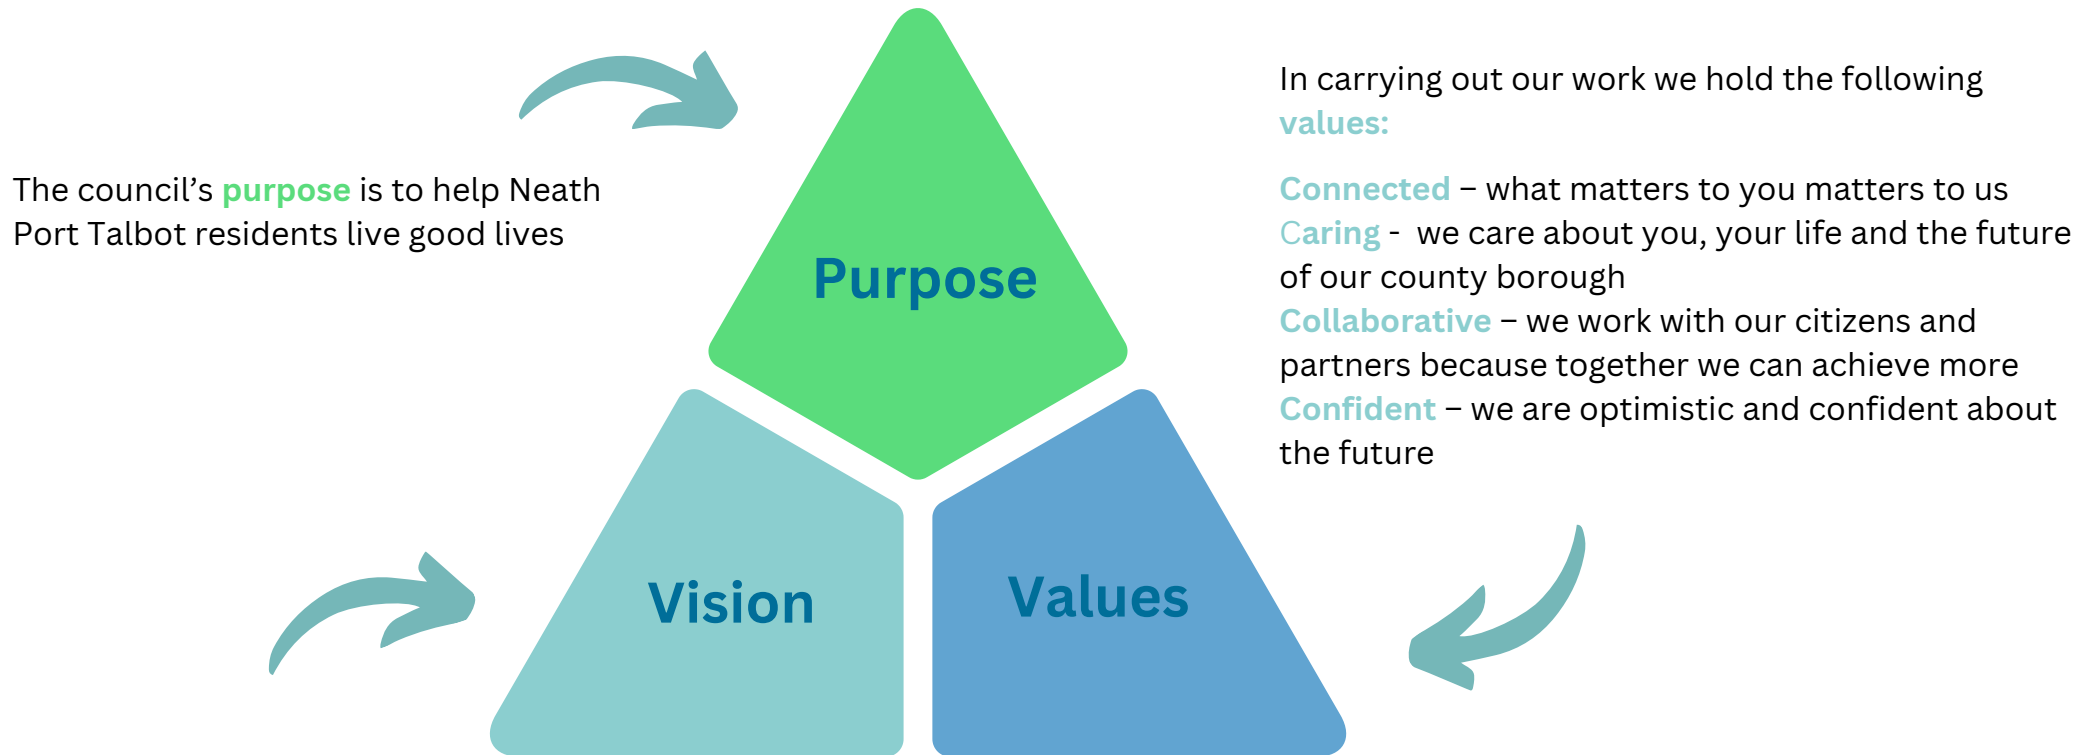 The council’s purpose is to help Neath
Port Talbot residents live good lives
Purpose
Vision
Values
In carrying out our work we hold the following
values:
Connected – what matters to you matters to us
Caring -  we care about you, your life and the future
of our county borough
Collaborative – we work with our citizens and
partners because together we can achieve more
Confident – we are optimistic and confident about
the future